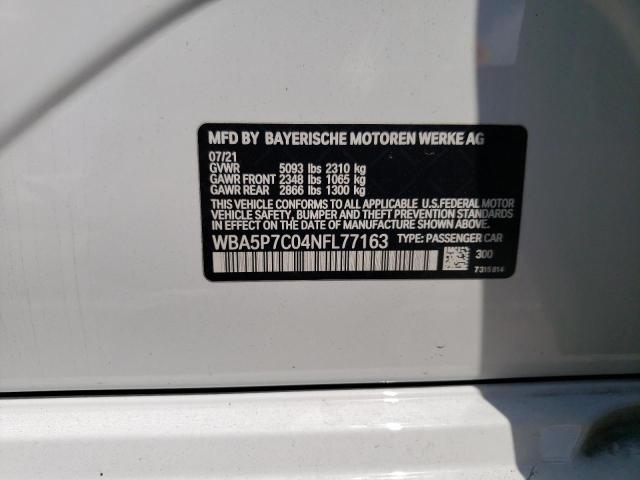 MFD BY BAYERISCHE MOTOREN WERKE AG
07/21
GVWR 5093 lbs 2310 kg
GAWR FRONT 2348 lbs 1065 kg
GAWR REAR 2866 lbs 1300 kg
THIS VEHICLE CONFORMS TO ALL APPLICABLE U.S.FEDERAL MOTOR
VEHICLE SAFETY, BUMPER AND THEFT PREVENTION STANDARDS
IN EFFECT ON THE DATE OF MANUFACTURE SHOWN ABOVE.
WBA5P7C04NFL77163 TYPE: PASSENGER CAR
300
7315814